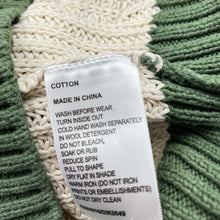 COTTON
MADE IN CHINA
WASH BEFORE WEAR
TURN INSIDE OUT
COLD HAND WASH SEPARATELY
IN WOOL DETERGENT
DO NOT BLEACH,
SOAK OR RUB
REDUCE SPIN
PULL TO SHAPE
DRY FLAT IN SHADE
WARM IRON (DO NOT IRON
PRINTS OR EMBELLISHMENTS)
DO NOT DRY CLEAN